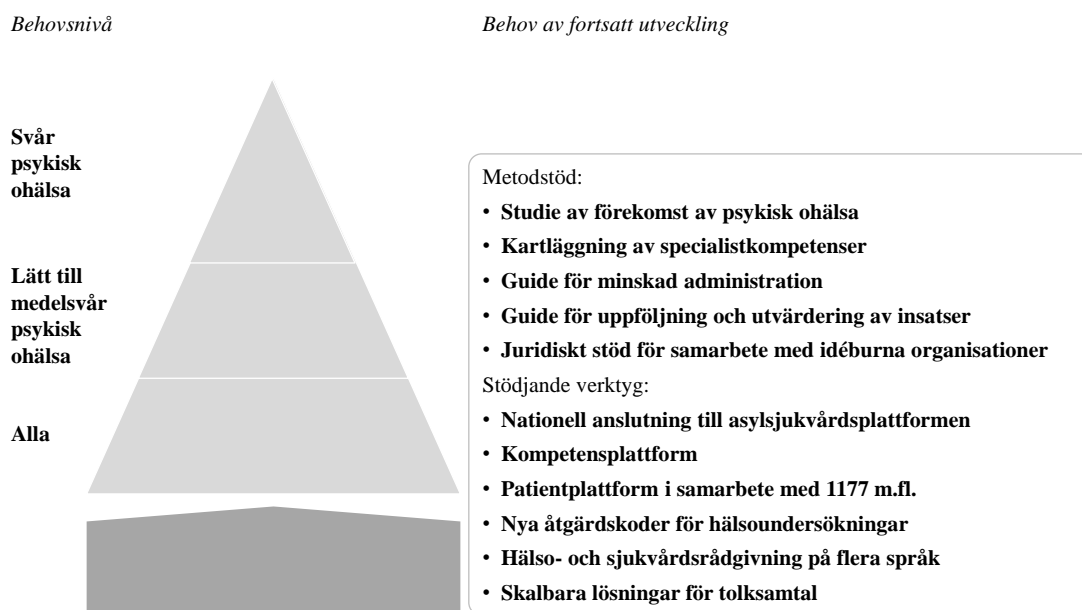 Behovsnivå
Behov av fortsatt utveckling
Svår
psykisk
ohälsa
Lätt till
medelsvår
psykisk
ohälsa
Alla
Metodstöd:
• Studie av förekomst av psykisk ohälsa
• Kartläggning av specialistkompetenser
• Guide för minskad administration
• Guide för uppföljning och utvärdering av insatser
• Juridiskt stöd för samarbete med idéburna organisationer
Stödjande verktyg:
• Nationell anslutning till asylsjukvårdsplattformen
• Kompetensplattform
• Patientplattform i samarbete med 1177 m.fl.
• Nya åtgärdskoder för hälsoundersökningar
• Hälso- och sjukvårdsrådgivning på flera språk
• Skalbara lösningar för tolksamtal